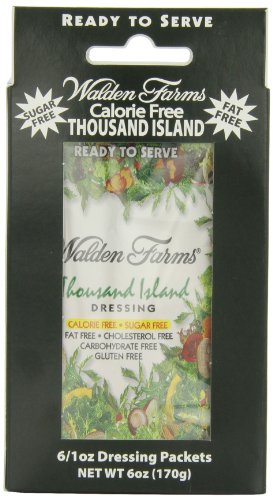 READY TO SERVE
Walden Farms
SUGAR FREE
Calorie Free
FAT FREE
THOUSAND ISLAND
READY TO SERVE
Walden Farms®
Thousand Island
DRESSING
CALORIE FREE • SUGAR FREE
FAT FREE • CHOLESTEROL FREE
CARBOHYDRATE FREE
GLUTEN FREE
6/1oz Dressing Packets
NET WT 6oz (170g)